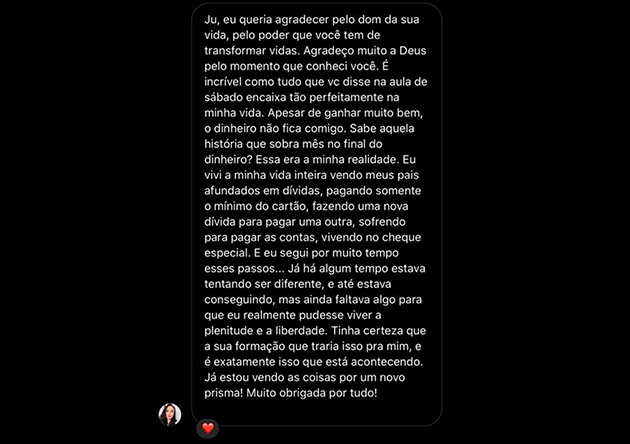 Ju, eu queria agradecer pelo dom da sua
vida, pelo poder que você tem de
transformar vidas. Agradeço muito a Deus
pelo momento que conheci você. É
incrível como tudo que vc disse na aula de
sábado encaixa tão perfeitamente na
minha vida. Apesar de ganhar muito bem,
o dinheiro não fica comigo. Sabe aquela
história que sobra mês no final do
dinheiro? Essa era a minha realidade. Eu
vivi a minha vida inteira vendo meus pais
afundados em dívidas, pagando somente
o mínimo do cartão, fazendo uma nova
dívida para pagar uma outra, sofrendo
para pagar as contas, vivendo no cheque
especial. E eu segui por muito tempo
esses passos... Já há algum tempo estava
tentando ser diferente, e até estava
conseguindo, mas ainda faltava algo para
que eu realmente pudesse viver a
plenitude e a liberdade. Tinha certeza que
a sua formação que traria isso pra mim, e
é exatamente isso que está acontecendo.
Já estou vendo as coisas por um novo
prisma! Muito obrigada por tudo!